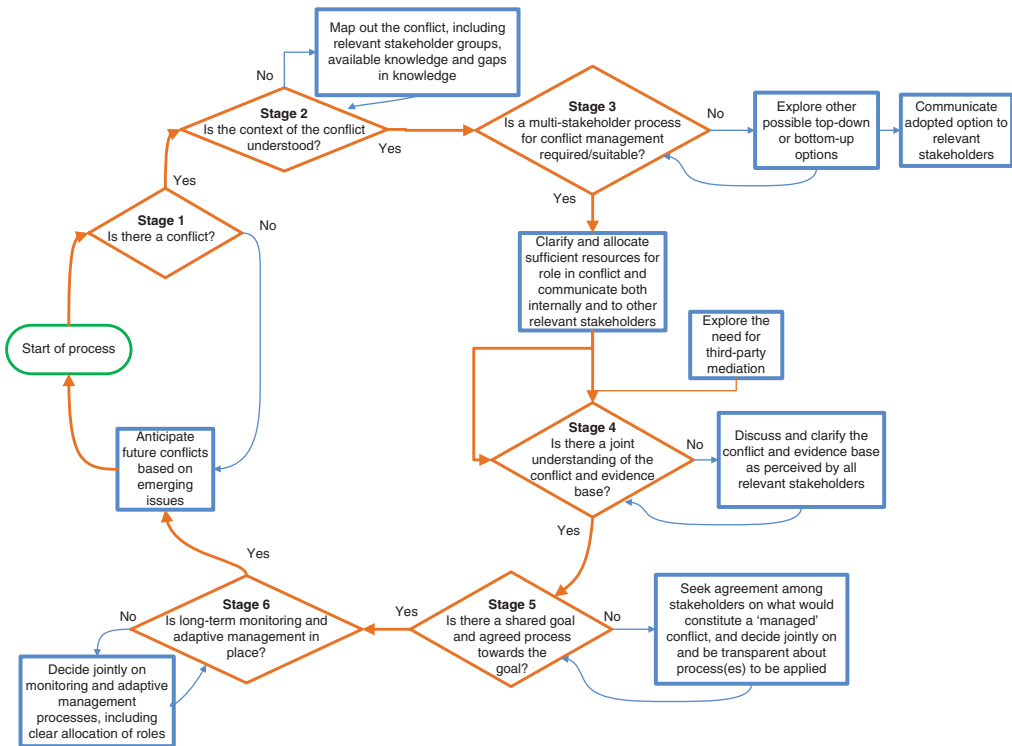 Map out the conflict, including
relevant stakeholder groups,
available knowledge and gaps
in knowledge
No
Stage 2
Is the context of the conflict
understood?
Yes
Stage 3
Is a multi-stakeholder process
for conflict management
required/suitable?
No
Explore other
possible top-down
or bottom-up
options
Communicate
adopted option to
relevant
stakeholders
Yes
Yes
Stage 1
Is there a conflict?
No
Clarify and allocate
sufficient resources for
role in conflict and
communicate both
internally and to other
relevant stakeholders
Explore the
need for
third-party
mediation
Start of process
Stage 4
Is there a joint
understanding of the
conflict and evidence
base?
No
Discuss and clarify the
conflict and evidence base
as perceived by all
relevant stakeholders
Anticipate
future conflicts
based on
emerging
issues
Yes
Yes
Stage 5
Is there a shared goal
and agreed process
towards the
goal?
No
Seek agreement among
stakeholders on what would
constitute a ‘managed’
conflict, and decide jointly on
and be transparent about
process(es) to be applied
Yes
Stage 6
Is long-term monitoring and
adaptive management in
place?
No
Decide jointly on
monitoring and adaptive
management
processes, including
clear allocation of roles